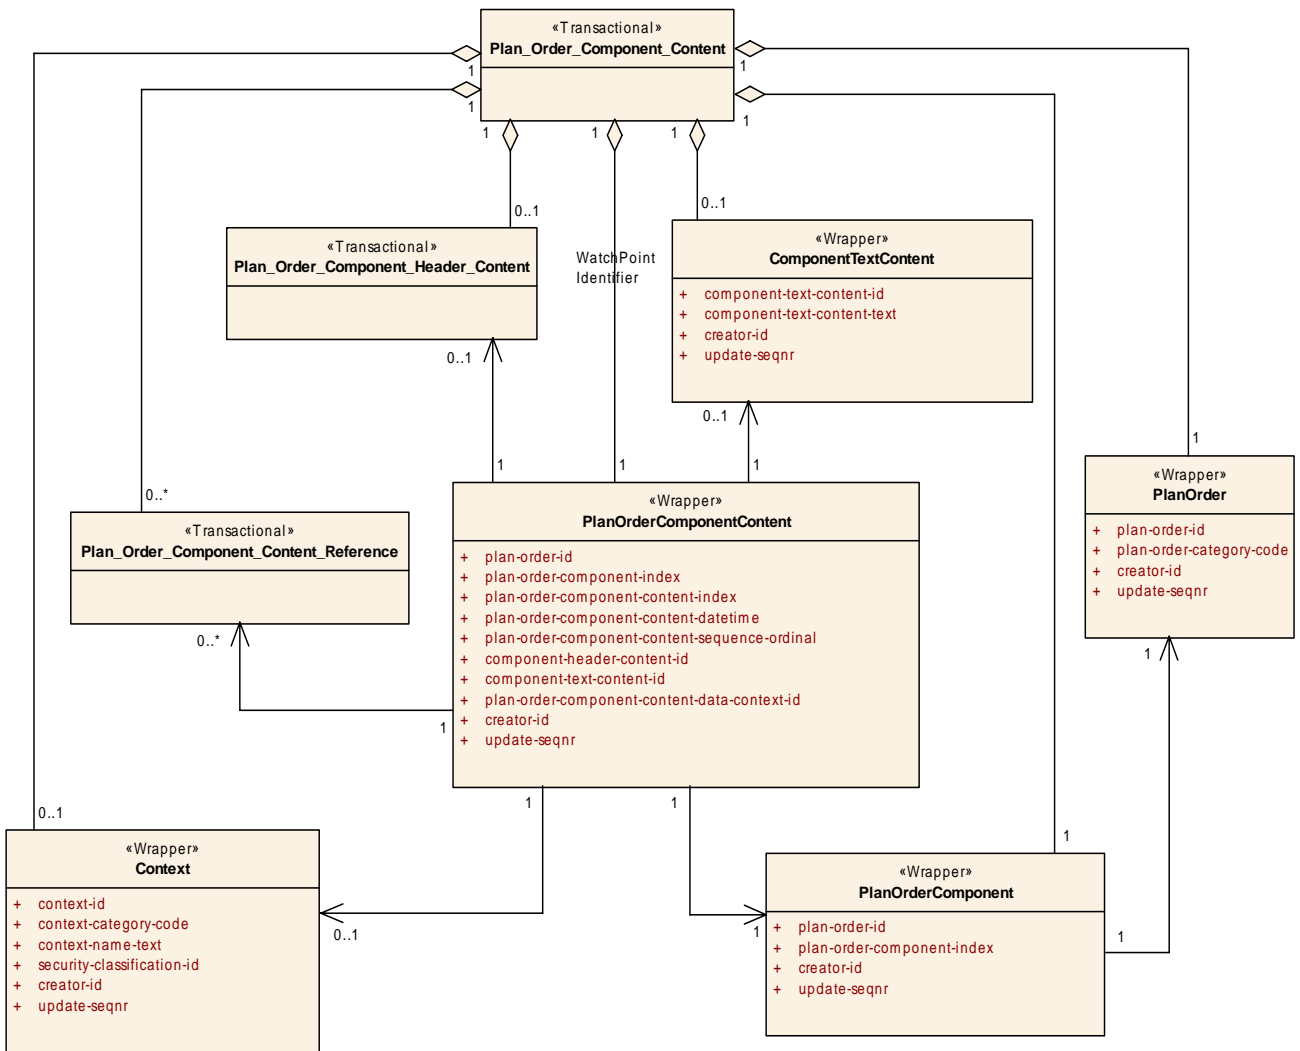 «Transactional»
Plan_Order_Component_Content
1
1
1
1
1
1
1
0..1
0..1
«Transactional»
Plan_Order_Component_Header_Content
WatchPoint
Identifier
«Wrapper»
ComponentTextContent
+ component-text-content-id
+ component-text-content-text
+ creator-id
+ update-seqnr
0..1
0..1
1
1
1
1
0..*
«Transactional»
Plan_Order_Component_Content_Reference
0..*
«Wrapper»
PlanOrderComponentContent
+ plan-order-id
+ plan-order-component-index
+ plan-order-component-content-index
+ plan-order-component-content-datetime
+ plan-order-component-content-sequence-ordinal
+ component-header-content-id
+ component-text-content-id
+ plan-order-component-content-data-context-id
+ creator-id
+ update-seqnr
1
«Wrapper»
PlanOrder
+ plan-order-id
+ plan-order-category-code
+ creator-id
+ update-seqnr
1
1
1
0..1
1
«Wrapper»
Context
+ context-id
+ context-category-code
+ context-name-text
+ security-classification-id
+ creator-id
+ update-seqnr
0..1
1
«Wrapper»
PlanOrderComponent
+ plan-order-id
+ plan-order-component-index
+ creator-id
+ update-seqnr
1